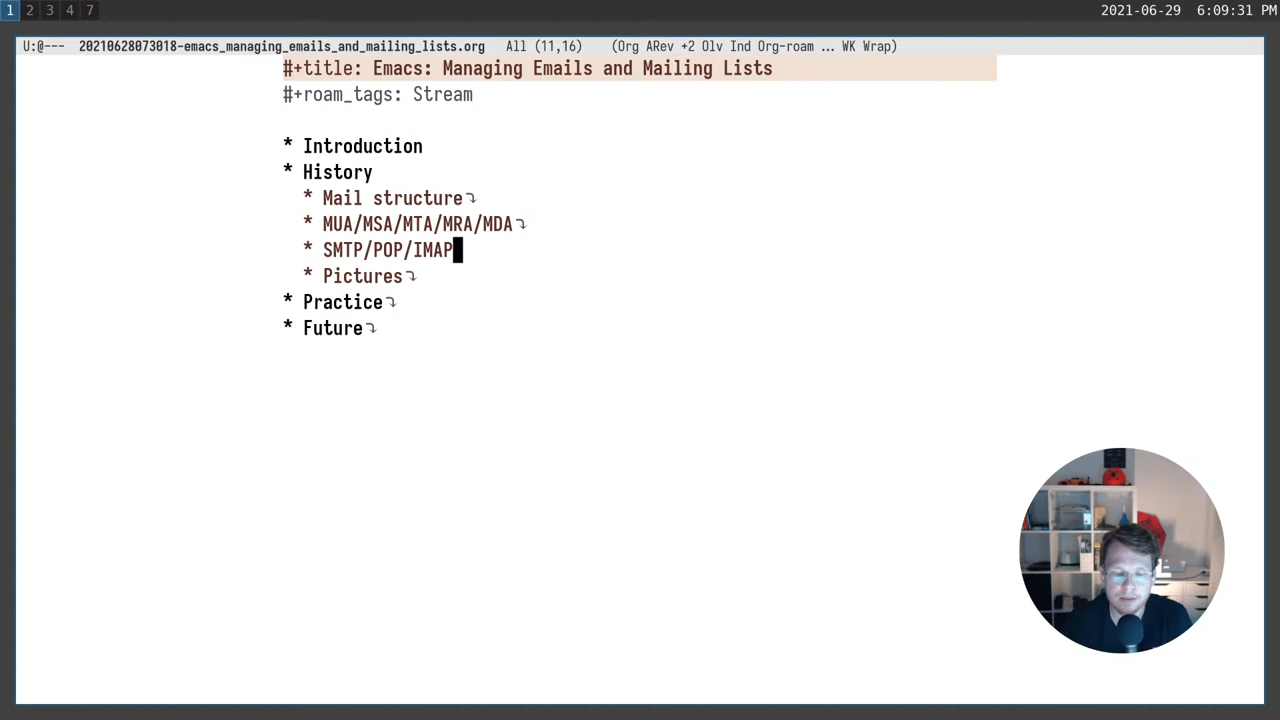 1 2 3 4 7 2021-06-29 6:09:31 PM
U:@--- 20210628073018-emacs_managing_emails_and_mailing_lists.org All (11,16) (Org ARev +2 Olv Ind Org-roam ... WK Wrap)
#+title: Emacs: Managing Emails and Mailing Lists
#+roam_tags: Stream
* Introduction
* History
* Mail structure⤵
* MUA/MSA/MTA/MRA/MDA⤵
* SMTP/POP/IMAP
* Pictures⤵
* Practice⤵
* Future⤵